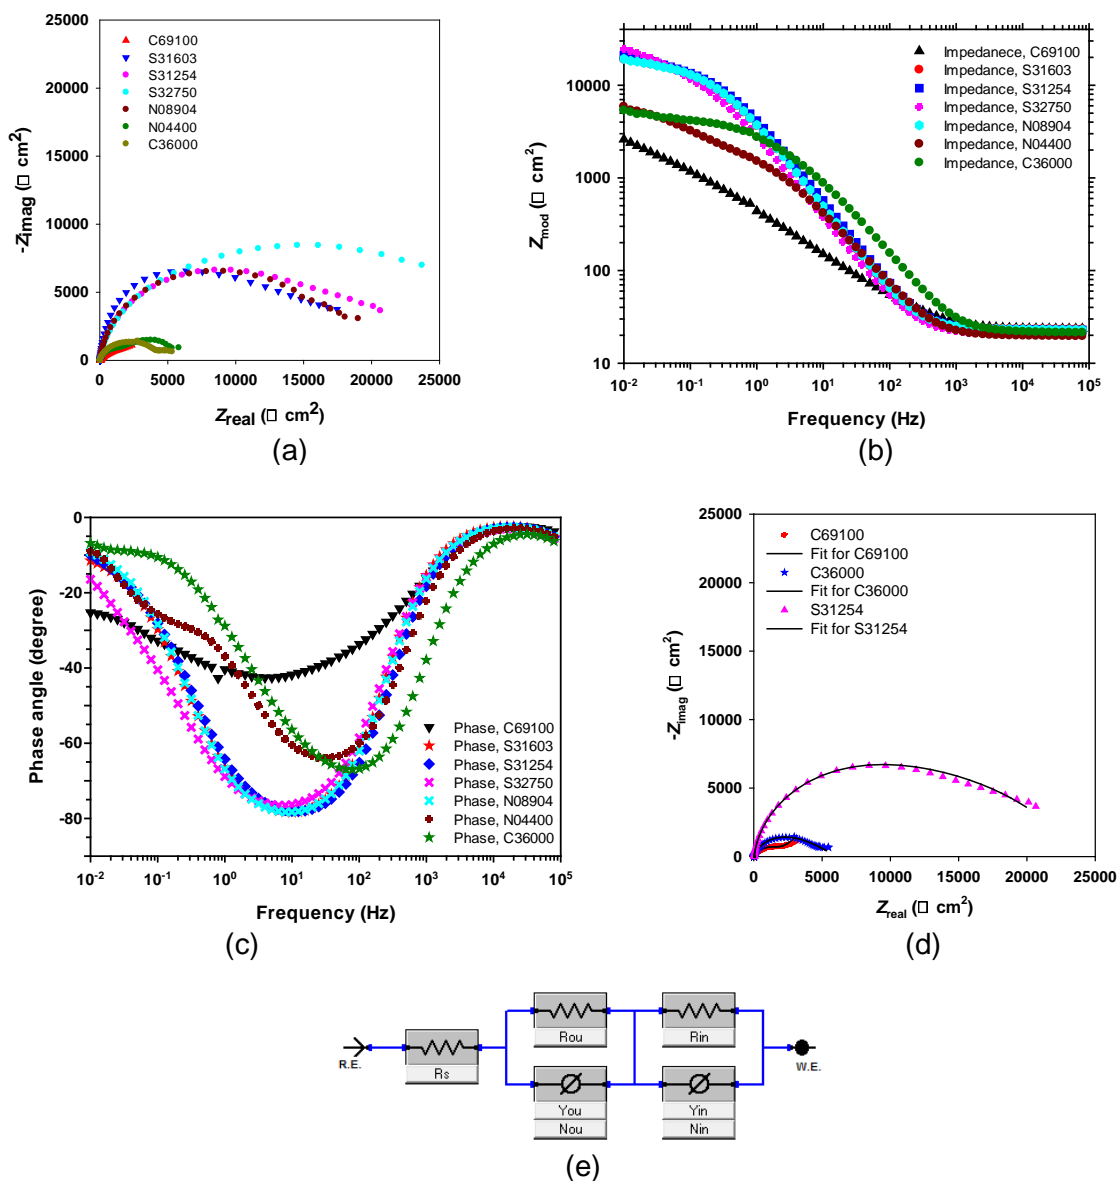 25000
20000
15000
10000
5000
0
-Zimag (□ cm²)
C69100
S31603
S31254
S32750
N08904
N04400
C36000
0 5000 10000 15000 20000 25000
Zreal (□ cm²)
(a)
10000
1000
100
10
Zmod (□ cm²)
Impedanece, C69100
Impedance, S31603
Impedance, S31254
Impedance, S32750
Impedance, N08904
Impedance, N04400
Impedance, C36000
10⁻² 10⁻¹ 10⁰ 10¹ 10² 10³ 10⁴ 10⁵
Frequency (Hz)
(b)
0
-20
-40
-60
-80
Phase angle (degree)
Phase, C69100
Phase, S31603
Phase, S31254
Phase, S32750
Phase, N08904
Phase, N04400
Phase, C36000
10⁻² 10⁻¹ 10⁰ 10¹ 10² 10³ 10⁴ 10⁵
Frequency (Hz)
(c)
25000
20000
15000
10000
5000
0
-Zimag (□ cm²)
C69100
Fit for C69100
C36000
Fit for C36000
S31254
Fit for S31254
0 5000 10000 15000 20000 25000
Zreal (□ cm²)
(d)
R.E.
Rs
Rou
Rin
You
Nou
Yin
Nin
W.E.
(e)